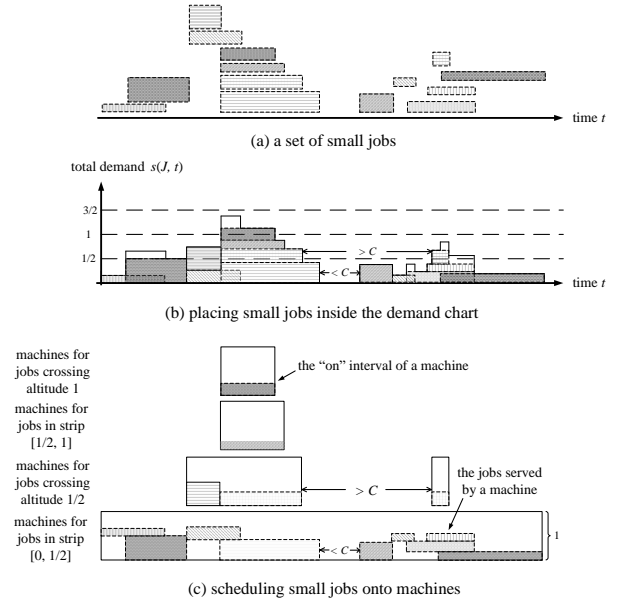 time t
(a) a set of small jobs
total demand s(J, t)
3/2
1
> C
1/2
< C
time t
(b) placing small jobs inside the demand chart
machines for
jobs crossing
altitude 1
the “on” interval of a machine
machines for
jobs in strip
[1/2, 1]
machines for
jobs crossing
altitude 1/2
> C
the jobs served
by a machine
machines for
jobs in strip
[0, 1/2]
< C
1
(c) scheduling small jobs onto machines